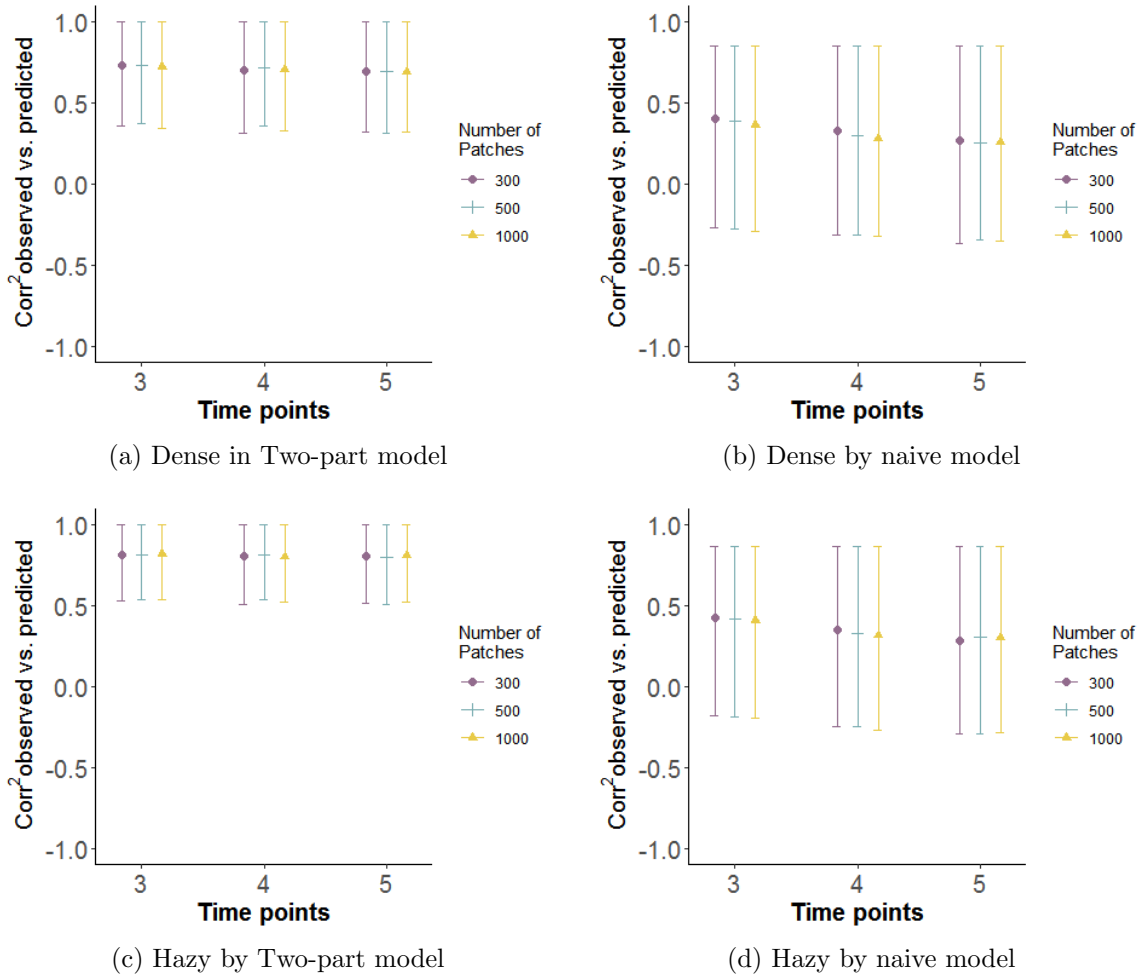 1.0
0.5
0.0
-0.5
-1.0
Corr²observed vs. predicted
3 4 5
Time points
Number of
Patches
300
500
1000
(a) Dense in Two-part model
1.0
0.5
0.0
-0.5
-1.0
Corr²observed vs. predicted
3 4 5
Time points
Number of
Patches
300
500
1000
(b) Dense by naive model
1.0
0.5
0.0
-0.5
-1.0
Corr²observed vs. predicted
3 4 5
Time points
Number of
Patches
300
500
1000
(c) Hazy by Two-part model
1.0
0.5
0.0
-0.5
-1.0
Corr²observed vs. predicted
3 4 5
Time points
Number of
Patches
300
500
1000
(d) Hazy by naive model